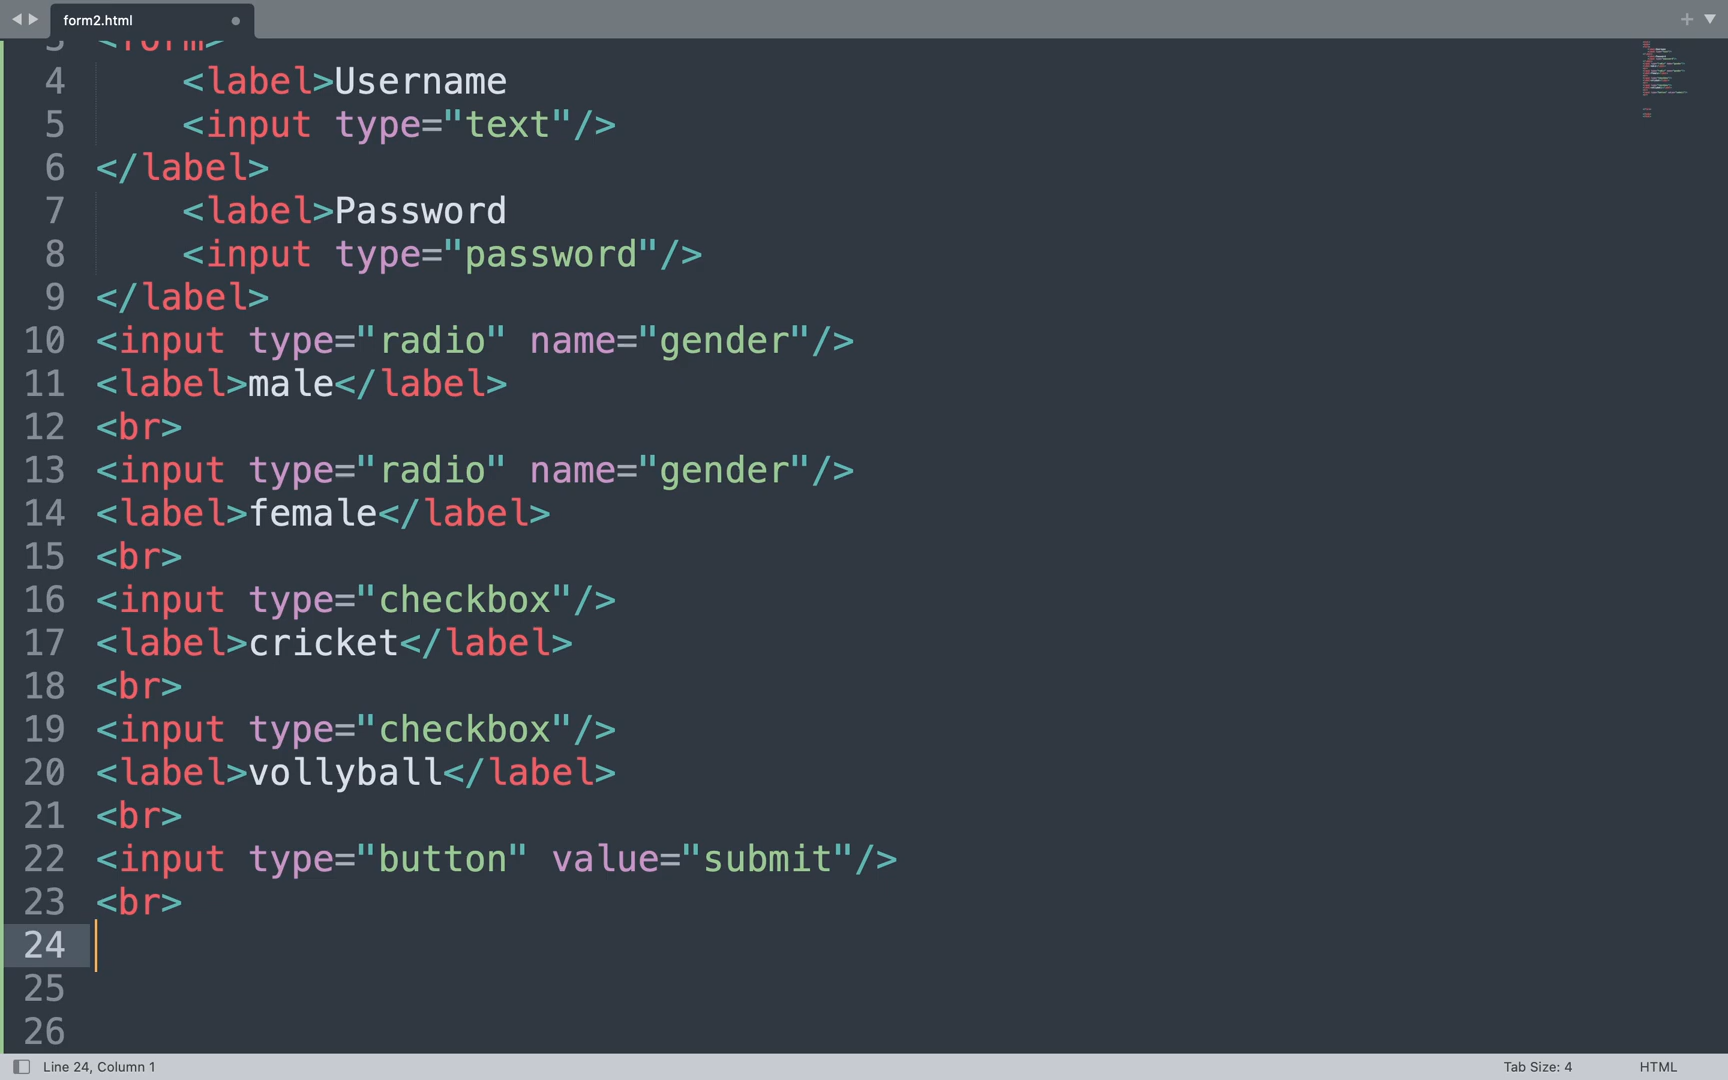 form2.html
3 <form>
4 <label>Username
5 <input type="text"/>
6 </label>
7 <label>Password
8 <input type="password"/>
9 </label>
10 <input type="radio" name="gender"/>
11 <label>male</label>
12 <br>
13 <input type="radio" name="gender"/>
14 <label>female</label>
15 <br>
16 <input type="checkbox"/>
17 <label>cricket</label>
18 <br>
19 <input type="checkbox"/>
20 <label>vollyball</label>
21 <br>
22 <input type="button" value="submit"/>
23 <br>
24
25
26
Line 24, Column 1
Tab Size: 4
HTML